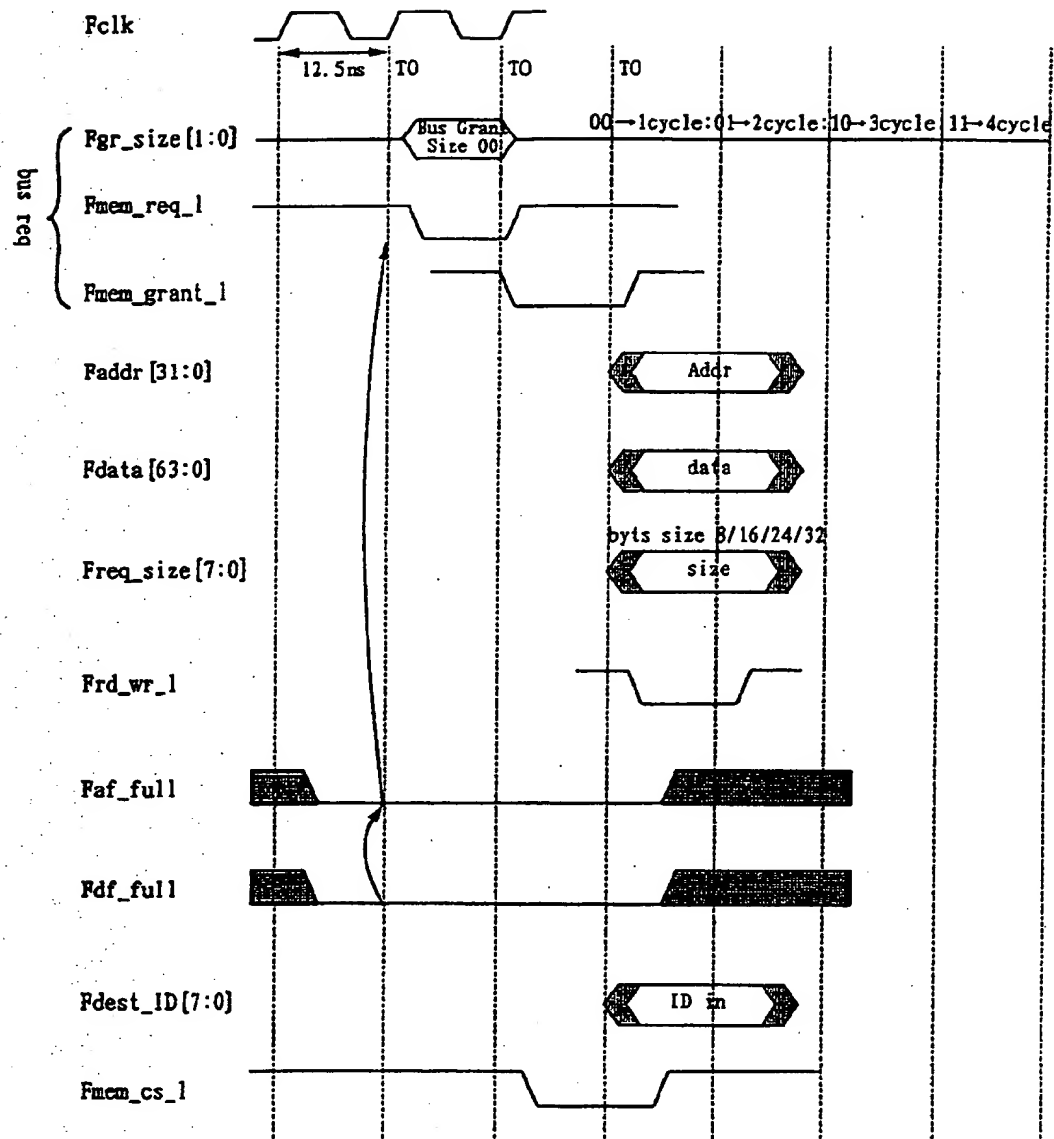 Fclk
12.5ns T0 T0 T0
00→1cycle:01→2cycle:10→3cycle 11→4cycle
bus req
Fgr_size[1:0]
Bus Grant
Size 00
Fmem_req_l
Fmem_grant_l
Faddr[31:0] Addr
Fdata[63:0] data
byts size 8/16/24/32
Freq_size[7:0] size
Frd_wr_l
Faf_full
Fdf_full
Fdest_ID[7:0] ID in
Fmem_cs_l